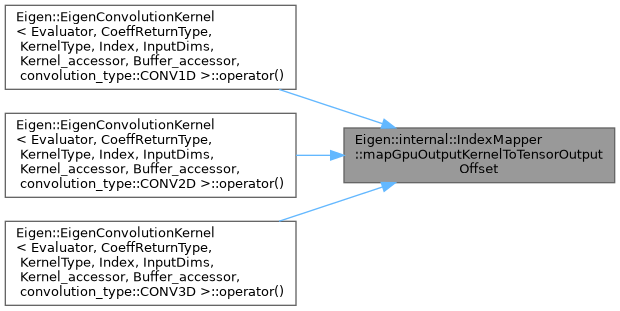 Eigen::EigenConvolutionKernel
< Evaluator, CoeffReturnType,
KernelType, Index, InputDims,
Kernel_accessor, Buffer_accessor,
convolution_type::CONV1D >::operator()
Eigen::EigenConvolutionKernel
< Evaluator, CoeffReturnType,
KernelType, Index, InputDims,
Kernel_accessor, Buffer_accessor,
convolution_type::CONV2D >::operator()
Eigen::EigenConvolutionKernel
< Evaluator, CoeffReturnType,
KernelType, Index, InputDims,
Kernel_accessor, Buffer_accessor,
convolution_type::CONV3D >::operator()
Eigen::internal::IndexMapper
::mapGpuOutputKernelToTensorOutput
Offset